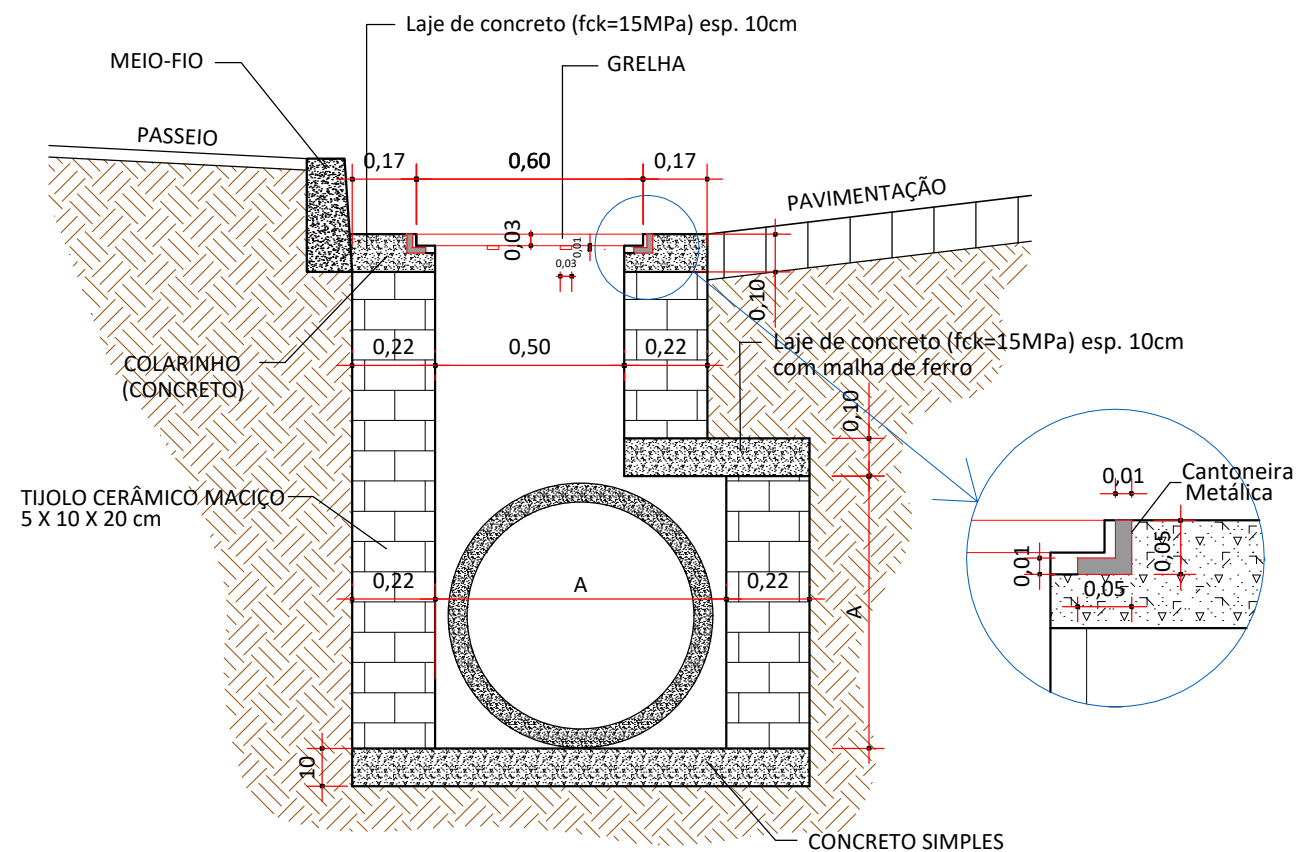 Laje de concreto (fck=15MPa) esp. 10cm
MEIO-FIO
GRELHA
PASSEIO
0,17
0,60
0,17
PAVIMENTAÇÃO
0,03
0,01
0,03
0,10
COLARINHO
(CONCRETO)
0,22
0,50
0,22
Laje de concreto (fck=15MPa) esp. 10cm
com malha de ferro
0,10
TIJOLO CERÂMICO MACIÇO
5 X 10 X 20 cm
0,01
Cantoneira
Metálica
0,01
0,05
0,05
0,22
A
0,22
A
10
CONCRETO SIMPLES